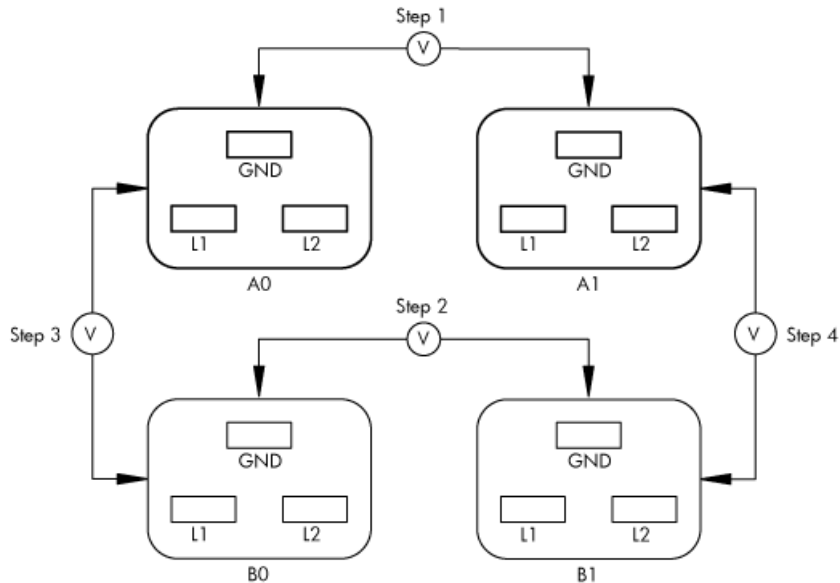 Step 1
V
GND
GND
L1 L2 L1 L2
A0 A1
Step 2
Step 3 V V V Step 4
GND
GND
L1 L2 L1 L2
B0 B1